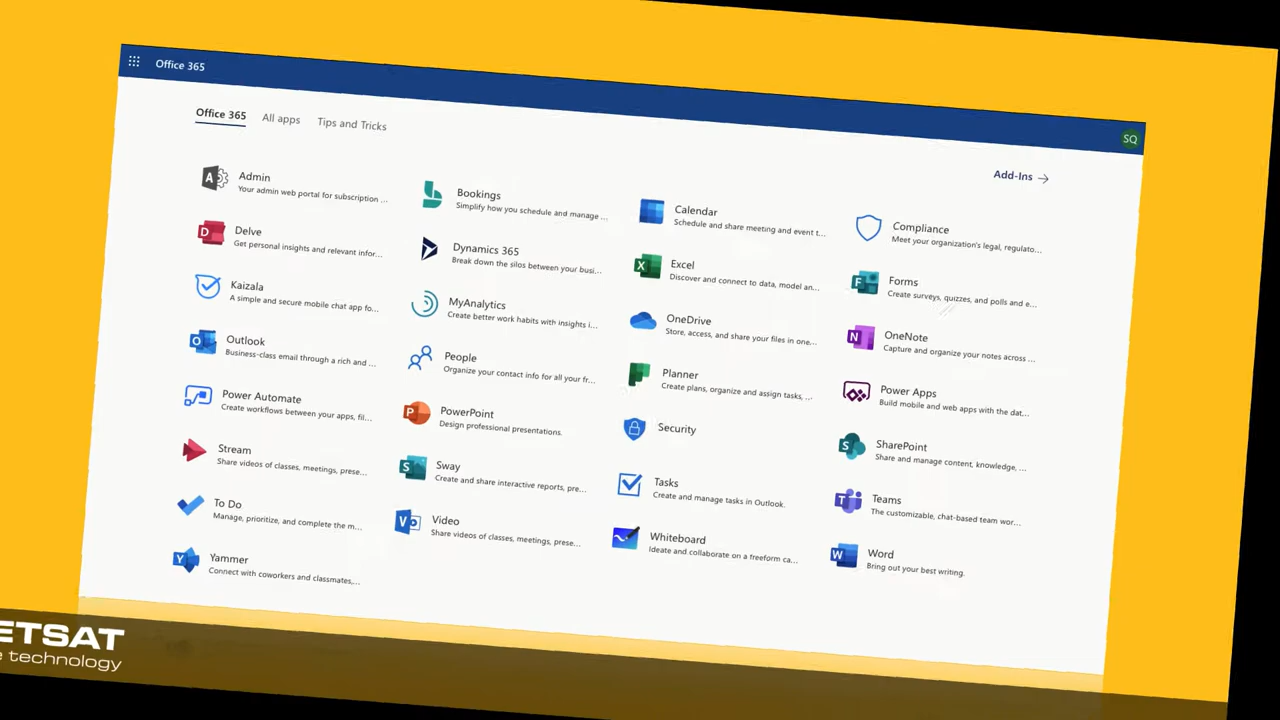 Office 365
SQ
Office 365 All apps Tips and Tricks
Add-Ins →
Admin
Your admin web portal for subscription ...
Bookings
Simplify how you schedule and manage ...
Calendar
Schedule and share meeting and event t...
Compliance
Meet your organization's legal, regulato...
Delve
Get personal insights and relevant infor...
Dynamics 365
Break down the silos between your busi...
Excel
Discover and connect to data, model an...
Forms
Create surveys, quizzes, and polls and e...
Kaizala
A simple and secure mobile chat app fo...
MyAnalytics
Create better work habits with insights i...
OneDrive
Store, access, and share your files in one...
OneNote
Capture and organize your notes across ...
Outlook
Business-class email through a rich and ...
People
Organize your contact info for all your fr...
Planner
Create plans, organize and assign tasks, ...
Power Apps
Build mobile and web apps with the dat...
Power Automate
Create workflows between your apps, fil...
PowerPoint
Design professional presentations.
Security
SharePoint
Share and manage content, knowledge, ...
Stream
Share videos of classes, meetings, prese...
Sway
Create and share interactive reports, pre...
Tasks
Create and manage tasks in Outlook.
Teams
The customizable, chat-based team wor...
To Do
Manage, prioritize, and complete the m...
Video
Share videos of classes, meetings, prese...
Whiteboard
Ideate and collaborate on a freeform ca...
Word
Bring out your best writing.
Yammer
Connect with coworkers and classmates,...
ETSAT
e technology